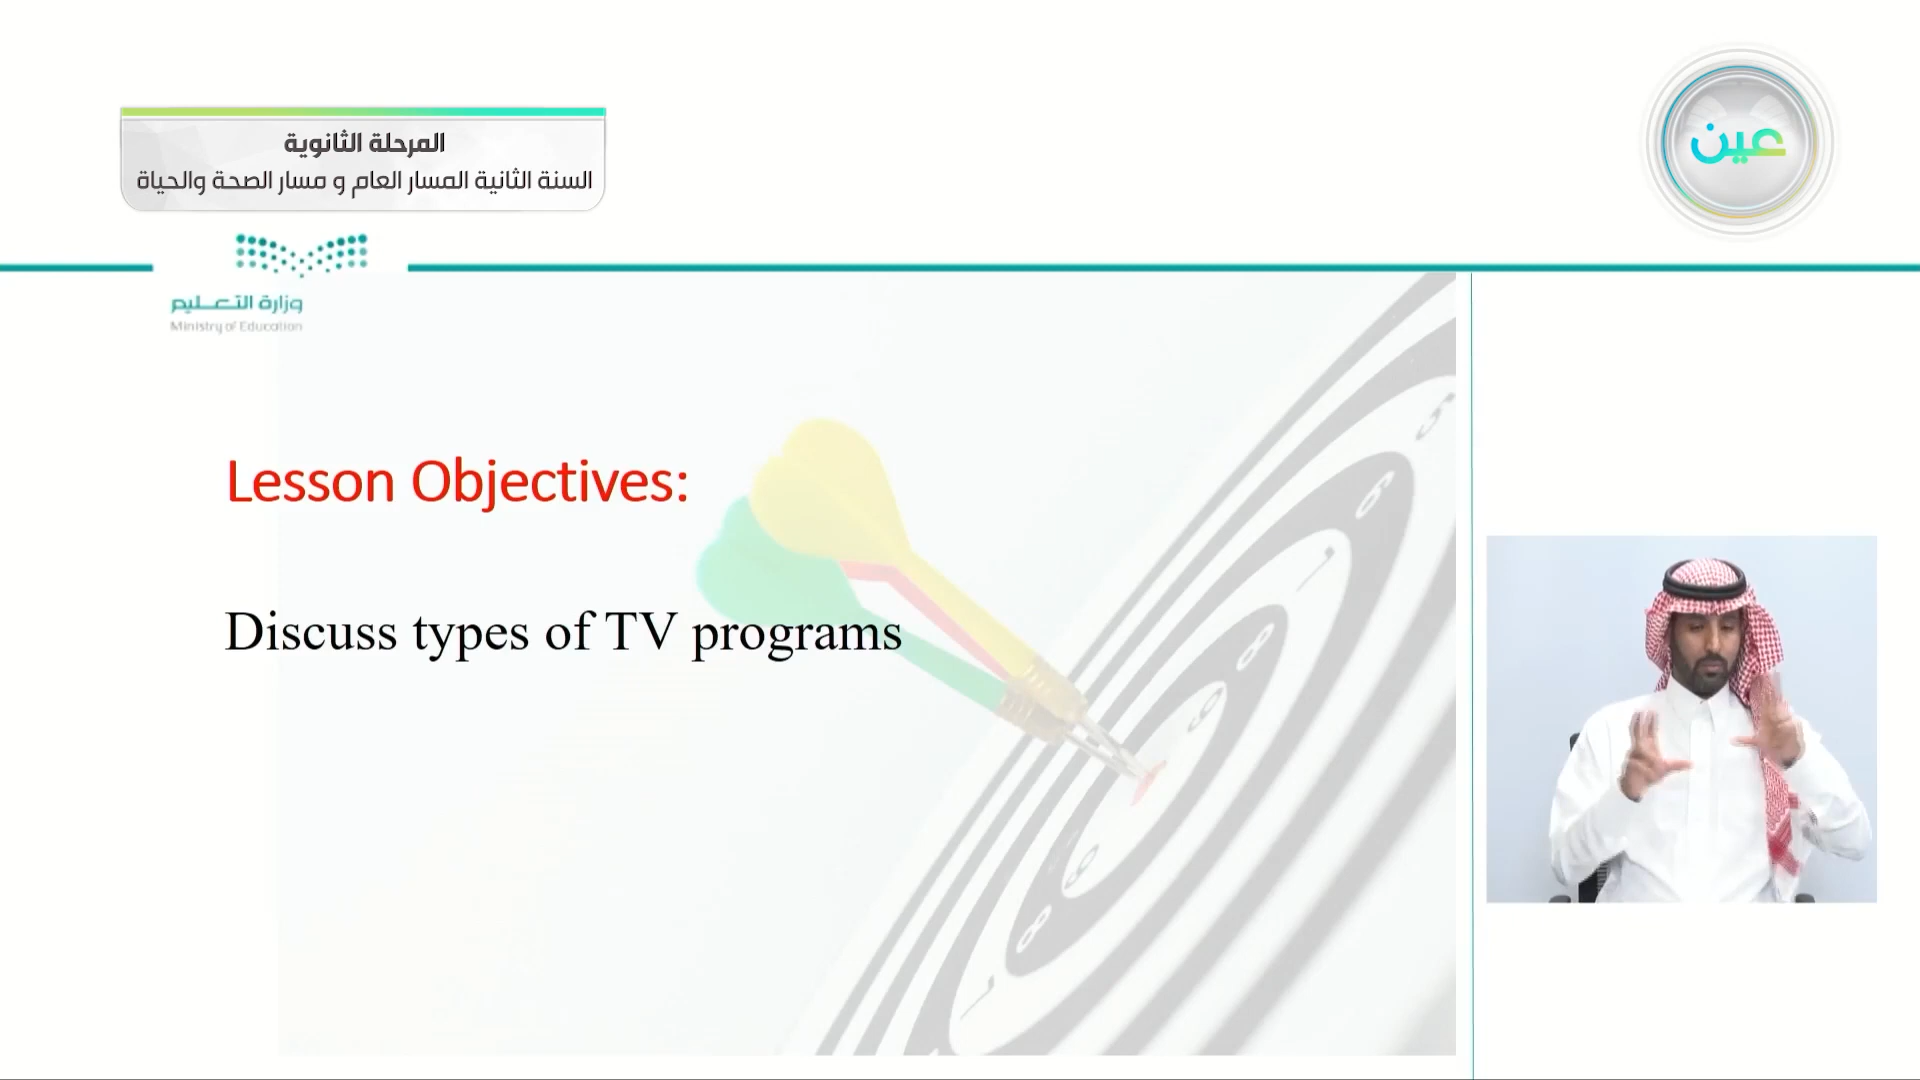 المرحلة الثانوية
السنة الثانية المسار العام و مسار الصحة والحياة
عين
وزارة التعليم
Ministry of Education
Lesson Objectives:
Discuss types of TV programs